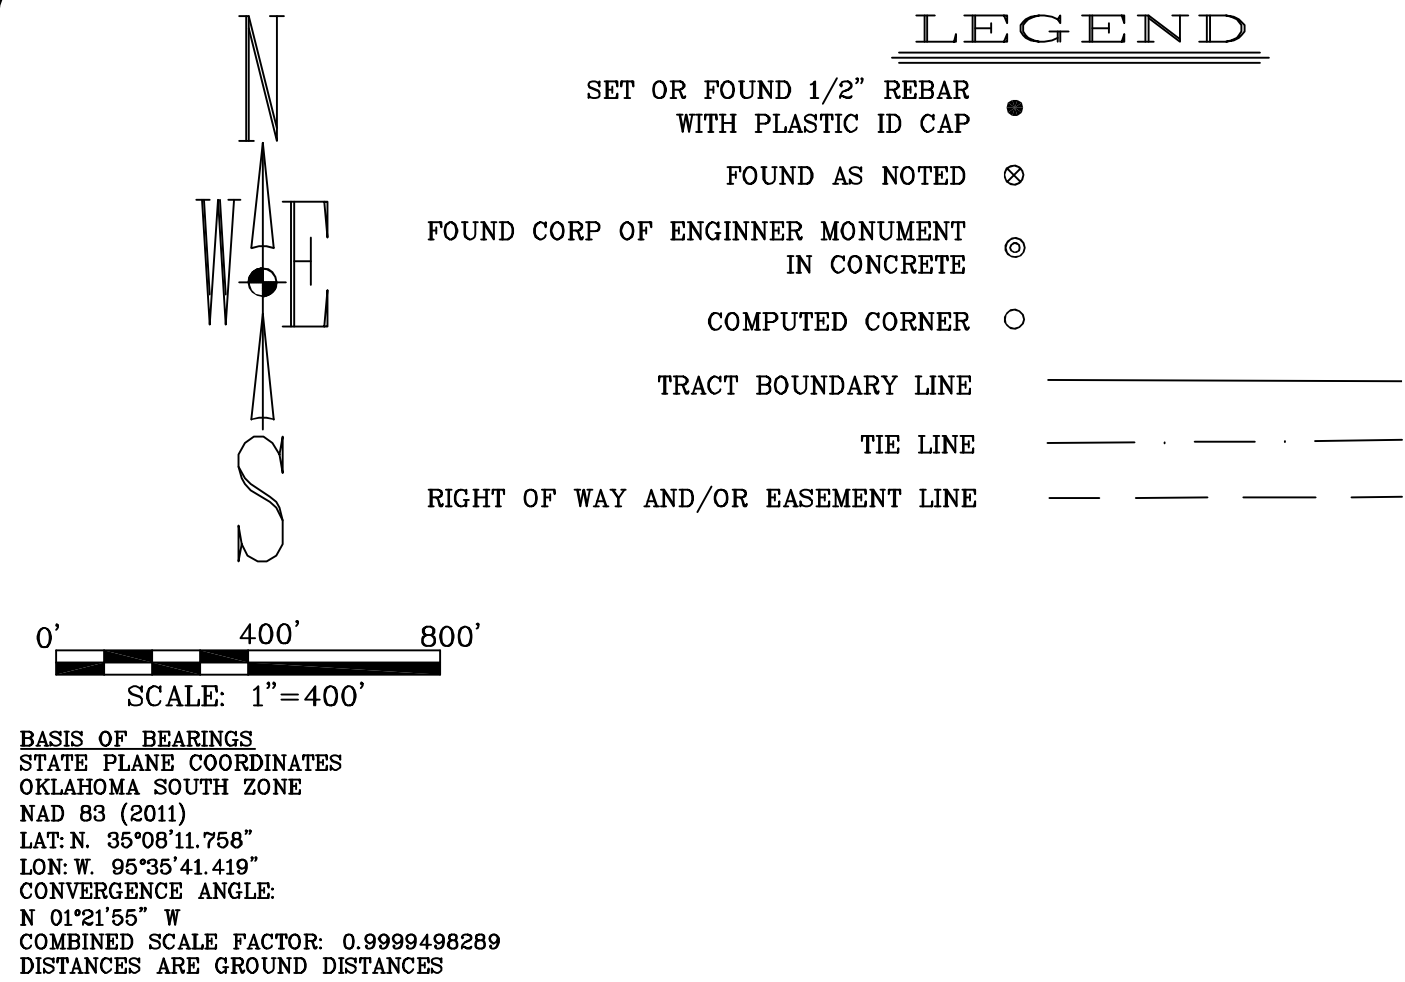 N
W E
S
LEGEND
SET OR FOUND 1/2" REBAR
WITH PLASTIC ID CAP
FOUND AS NOTED
FOUND CORP OF ENGINNER MONUMENT
IN CONCRETE
COMPUTED CORNER
TRACT BOUNDARY LINE
TIE LINE
RIGHT OF WAY AND/OR EASEMENT LINE
0' 400' 800'
SCALE: 1"=400'
BASIS OF BEARINGS
STATE PLANE COORDINATES
OKLAHOMA SOUTH ZONE
NAD 83 (2011)
LAT: N. 35°08'11.758"
LON: W. 95°35'41.419"
CONVERGENCE ANGLE:
N 01°21'55" W
COMBINED SCALE FACTOR: 0.9999498289
DISTANCES ARE GROUND DISTANCES